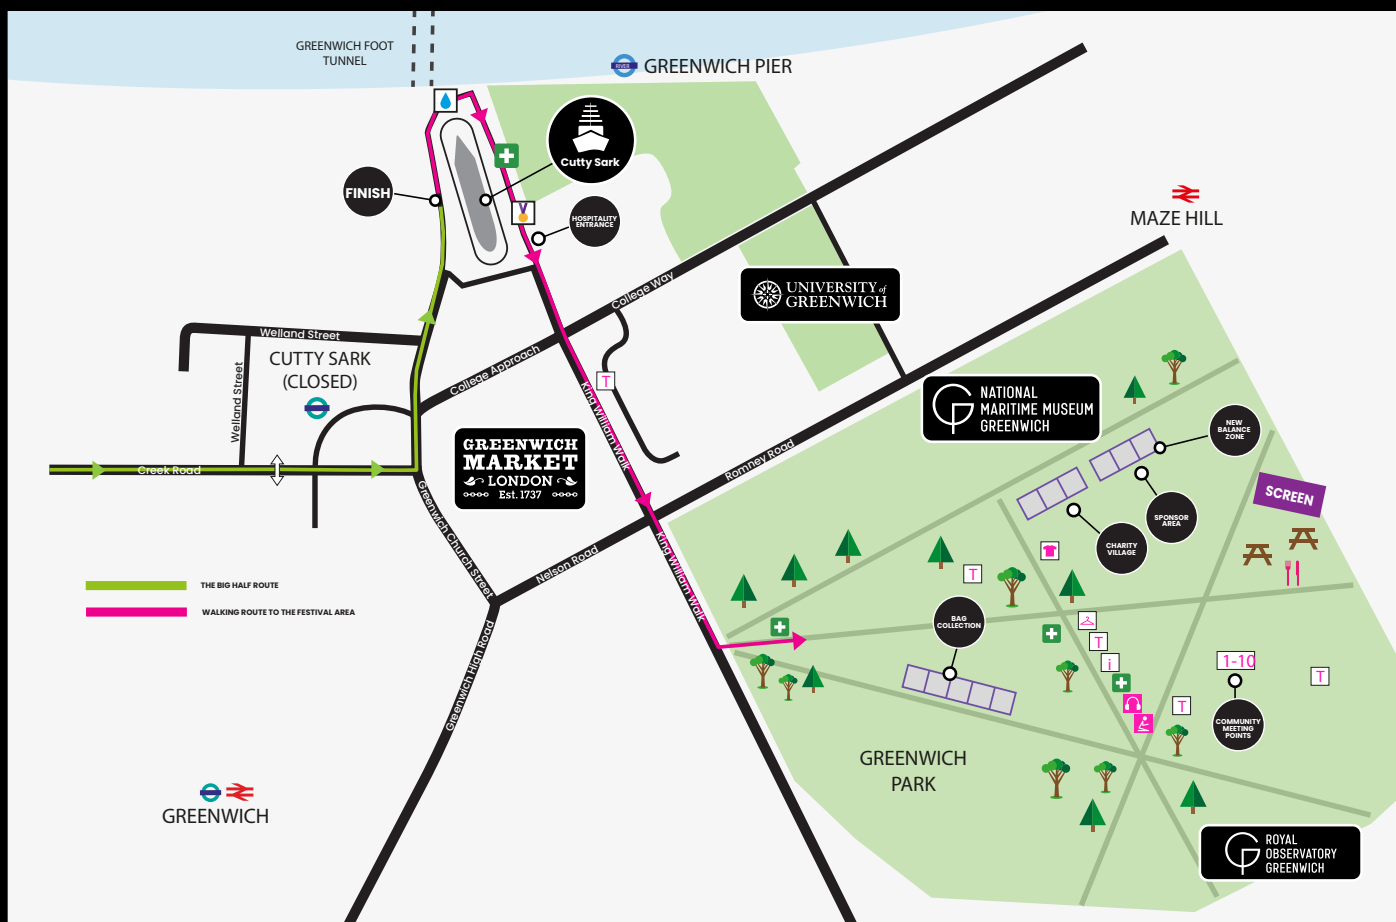 GREENWICH FOOT
TUNNEL
RIVER
GREENWICH PIER
Cutty Sark
FINISH
HOSPITALITY
ENTRANCE
MAZE HILL
College Way
UNIVERSITY of
GREENWICH
Welland Street
CUTTY SARK
(CLOSED)
Welland Street
College Approach
T
King William Walk
NATIONAL
MARITIME MUSEUM
GREENWICH
NEW
BALANCE
ZONE
GREENWICH
MARKET
LONDON
Est. 1737
Creek Road
Romney Road
SCREEN
SPONSOR
AREA
CHARITY
VILLAGE
Greenwich Church Street
Nelson Road
King William Walk
T
THE BIG HALF ROUTE
WALKING ROUTE TO THE FESTIVAL AREA
BAG
COLLECTION
T
i
1-10
T
T
COMMUNITY
MEETING
POINTS
Greenwich High Road
GREENWICH
PARK
GREENWICH
ROYAL
OBSERVATORY
GREENWICH